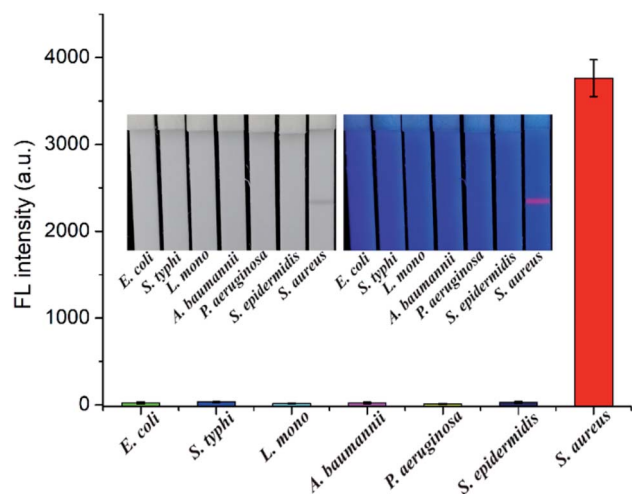 FL intensity (a.u.)
4000
3000
2000
1000
0
E. coli
S. typhi
L. mono
A. baumannii
P. aeruginosa
S. epidermidis
S. aureus
E. coli
S. typhi
L. mono
A. baumannii
P. aeruginosa
S. epidermidis
S. aureus
E. coli
S. typhi
L. mono
A. baumannii
P. aeruginosa
S. epidermidis
S. aureus